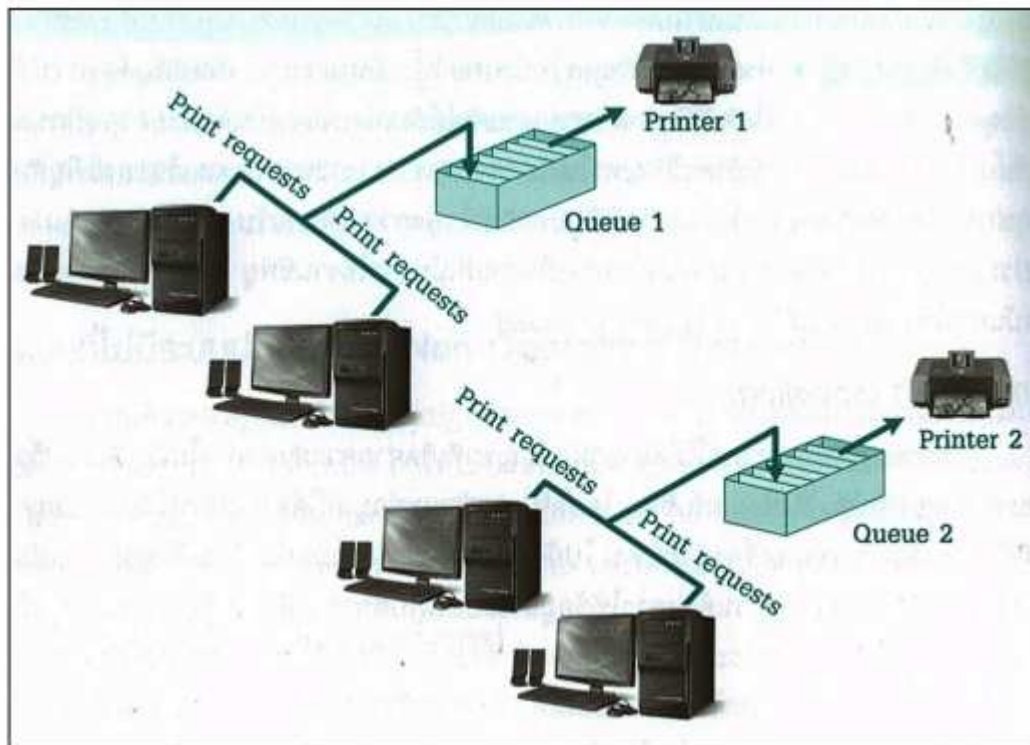 Print requests
Printer 1
Queue 1
Print requests
Print requests
Printer 2
Queue 2
Print requests